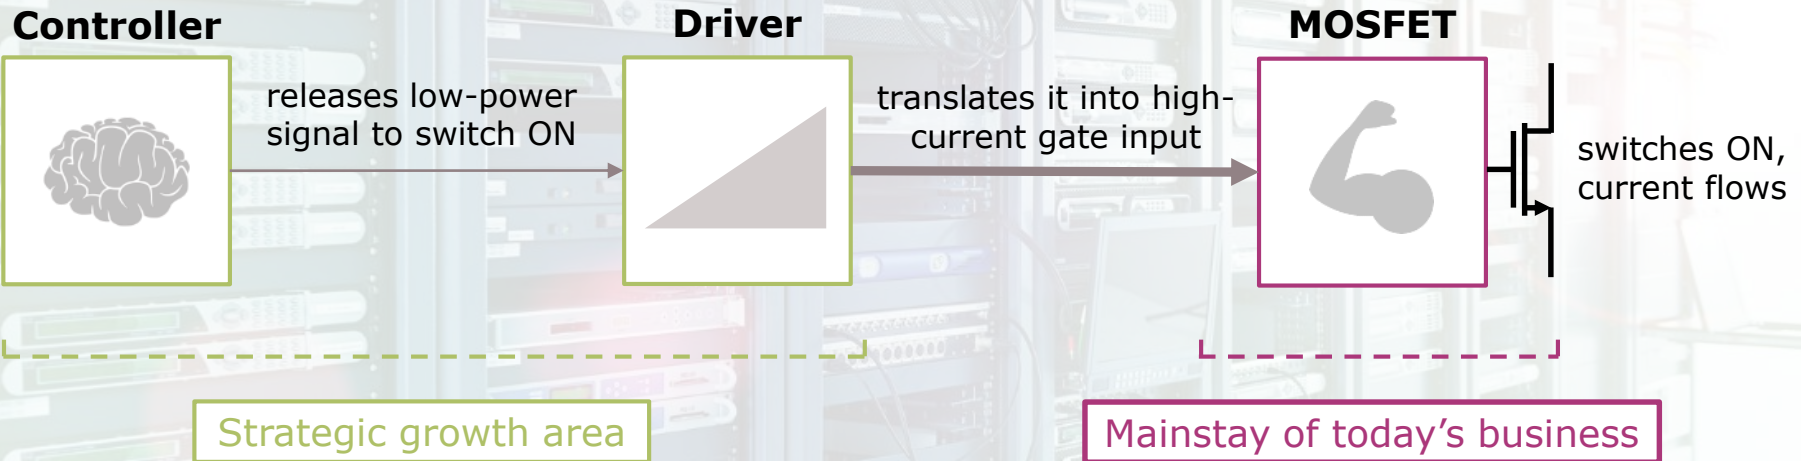 Controller
Driver
MOSFET
releases low-power
signal to switch ON
translates it into high-
current gate input
switches ON,
current flows
Strategic growth area
Mainstay of today’s business